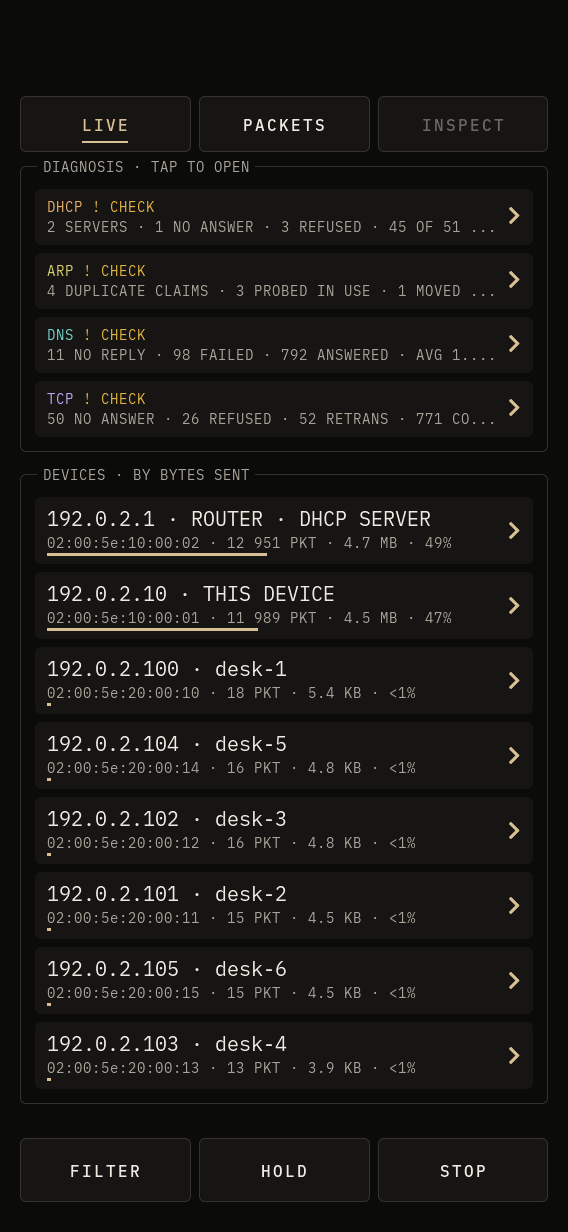 LIVE
PACKETS
INSPECT
DIAGNOSIS · TAP TO OPEN
DHCP ! CHECK
2 SERVERS · 1 NO ANSWER · 3 REFUSED · 45 OF 51 ...
ARP ! CHECK
4 DUPLICATE CLAIMS · 3 PROBED IN USE · 1 MOVED ...
DNS ! CHECK
11 NO REPLY · 98 FAILED · 792 ANSWERED · AVG 1....
TCP ! CHECK
50 NO ANSWER · 26 REFUSED · 52 RETRANS · 771 CO...
DEVICES · BY BYTES SENT
192.0.2.1 · ROUTER · DHCP SERVER
02:00:5e:10:00:02 · 12 951 PKT · 4.7 MB · 49%
192.0.2.10 · THIS DEVICE
02:00:5e:10:00:01 · 11 989 PKT · 4.5 MB · 47%
192.0.2.100 · desk-1
02:00:5e:20:00:10 · 18 PKT · 5.4 KB · <1%
192.0.2.104 · desk-5
02:00:5e:20:00:14 · 16 PKT · 4.8 KB · <1%
192.0.2.102 · desk-3
02:00:5e:20:00:12 · 16 PKT · 4.8 KB · <1%
192.0.2.101 · desk-2
02:00:5e:20:00:11 · 15 PKT · 4.5 KB · <1%
192.0.2.105 · desk-6
02:00:5e:20:00:15 · 15 PKT · 4.5 KB · <1%
192.0.2.103 · desk-4
02:00:5e:20:00:13 · 13 PKT · 3.9 KB · <1%
FILTER
HOLD
STOP